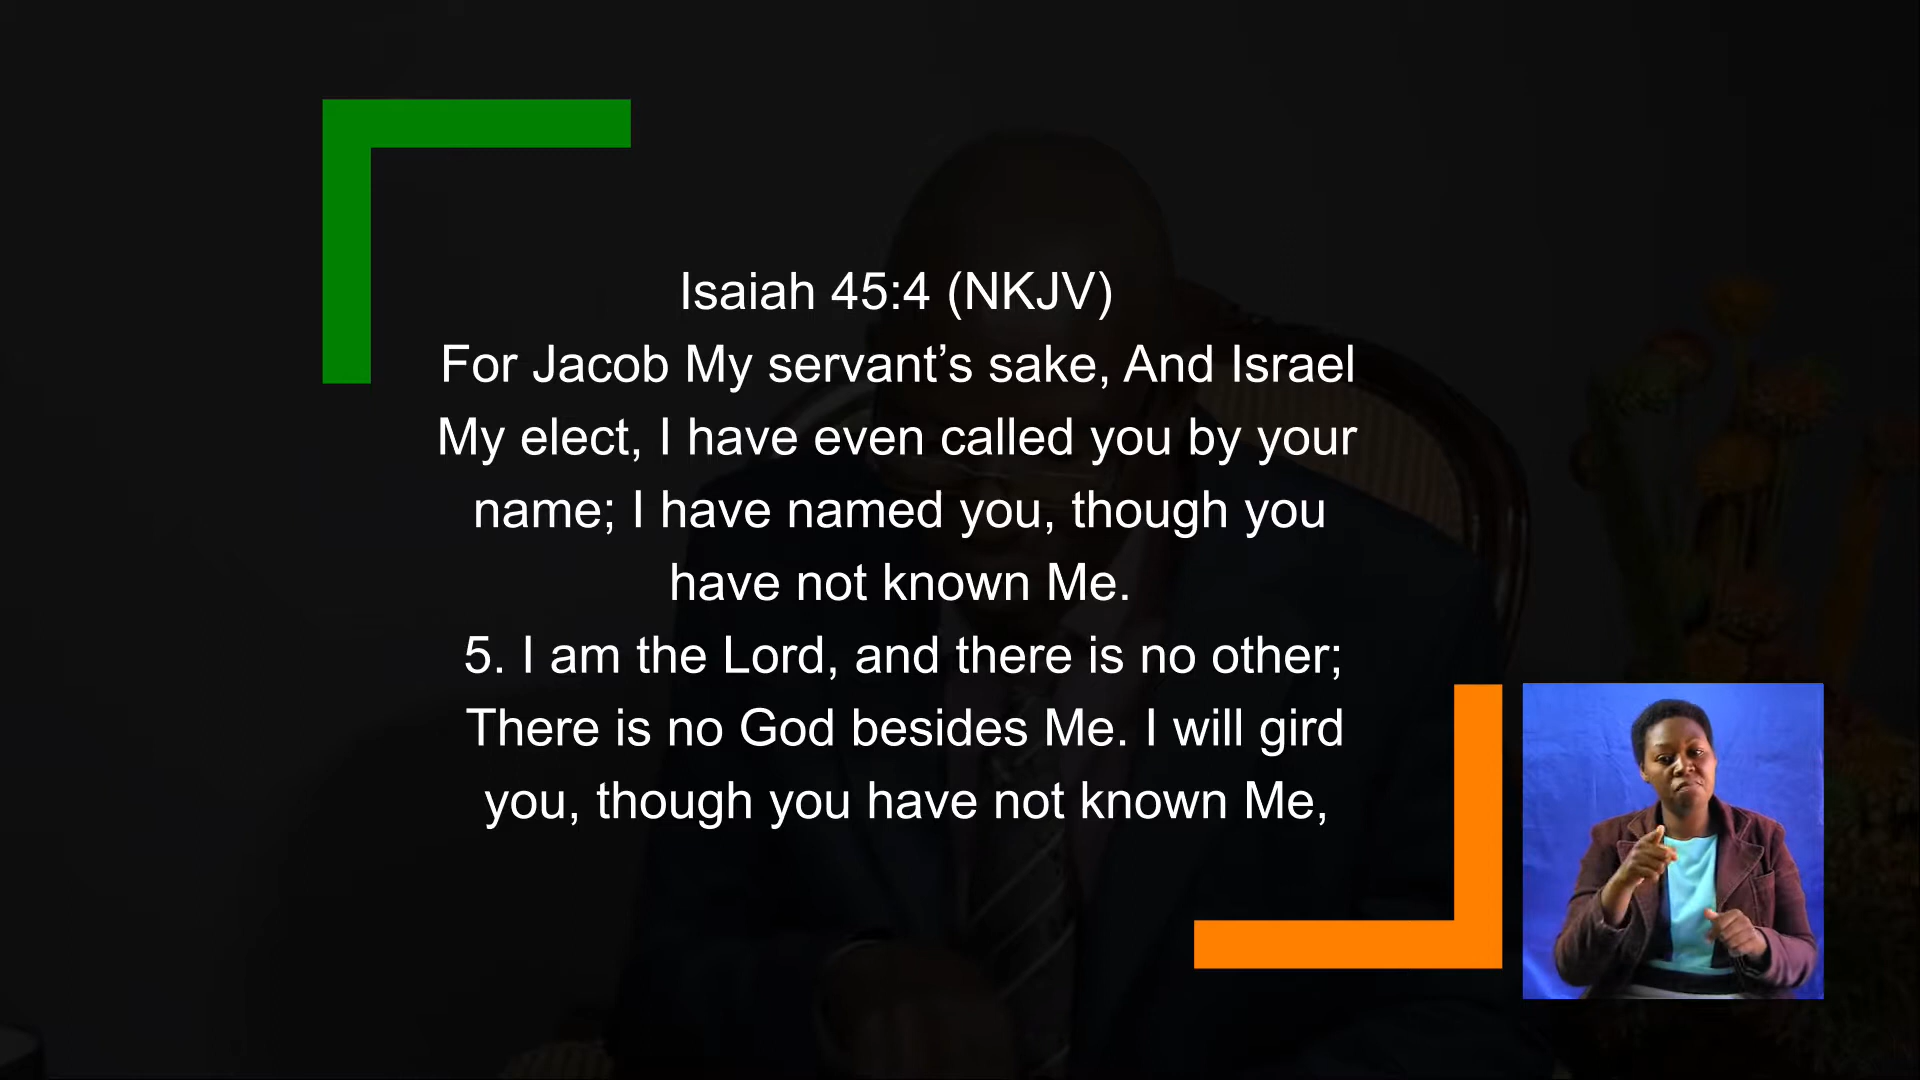 Isaiah 45:4 (NKJV)
For Jacob My servant’s sake, And Israel
My elect, I have even called you by your
name; I have named you, though you
have not known Me.
5. I am the Lord, and there is no other;
There is no God besides Me. I will gird
you, though you have not known Me,